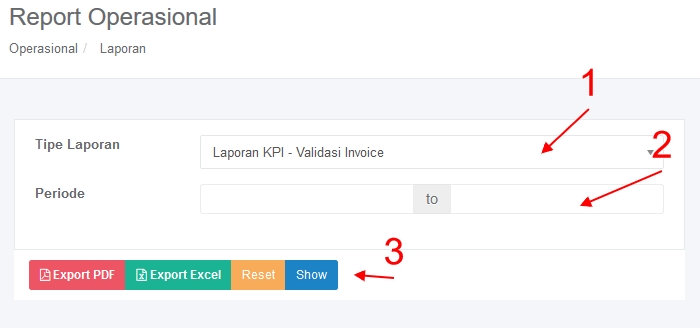 Report Operasional
Operasional / Laporan
1
Tipe Laporan
Laporan KPI - Validasi Invoice
2
Periode
to
3
Export PDF Export Excel Reset Show